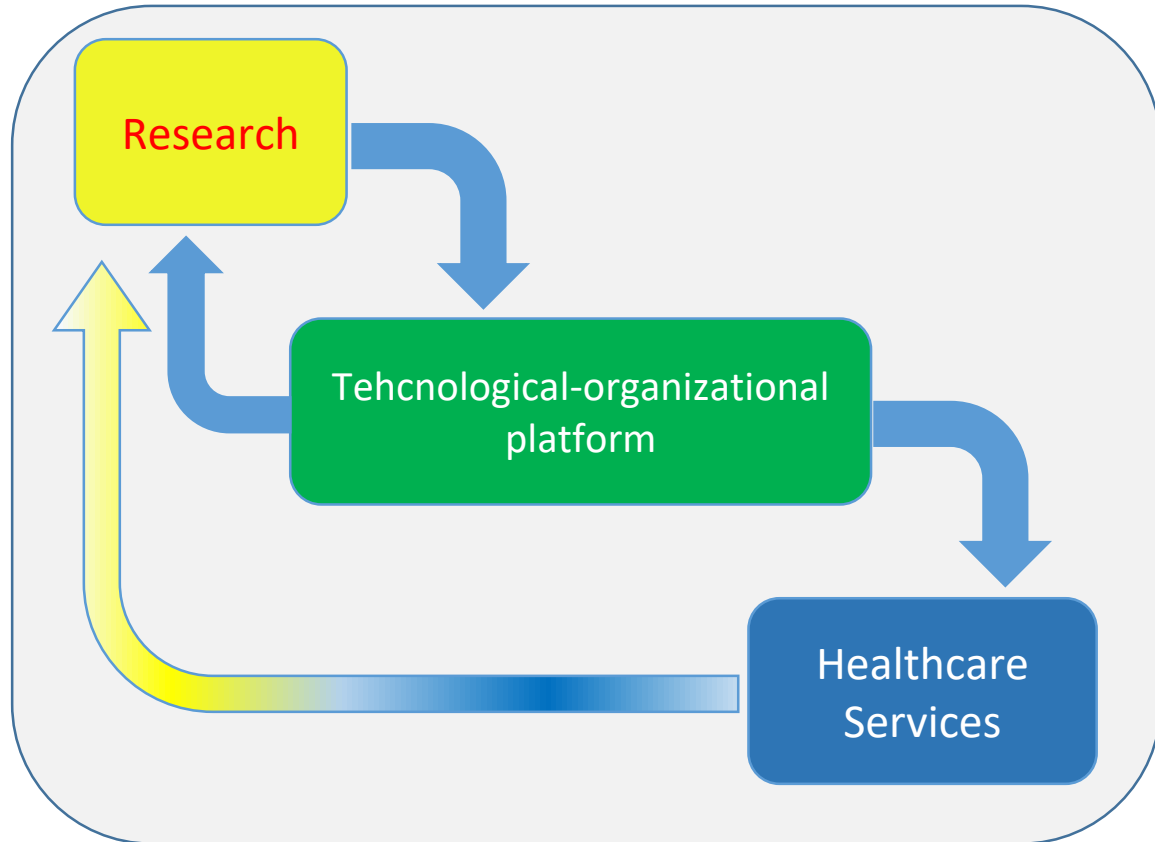 Research
Tehcnological-organizational
platform
Healthcare
Services